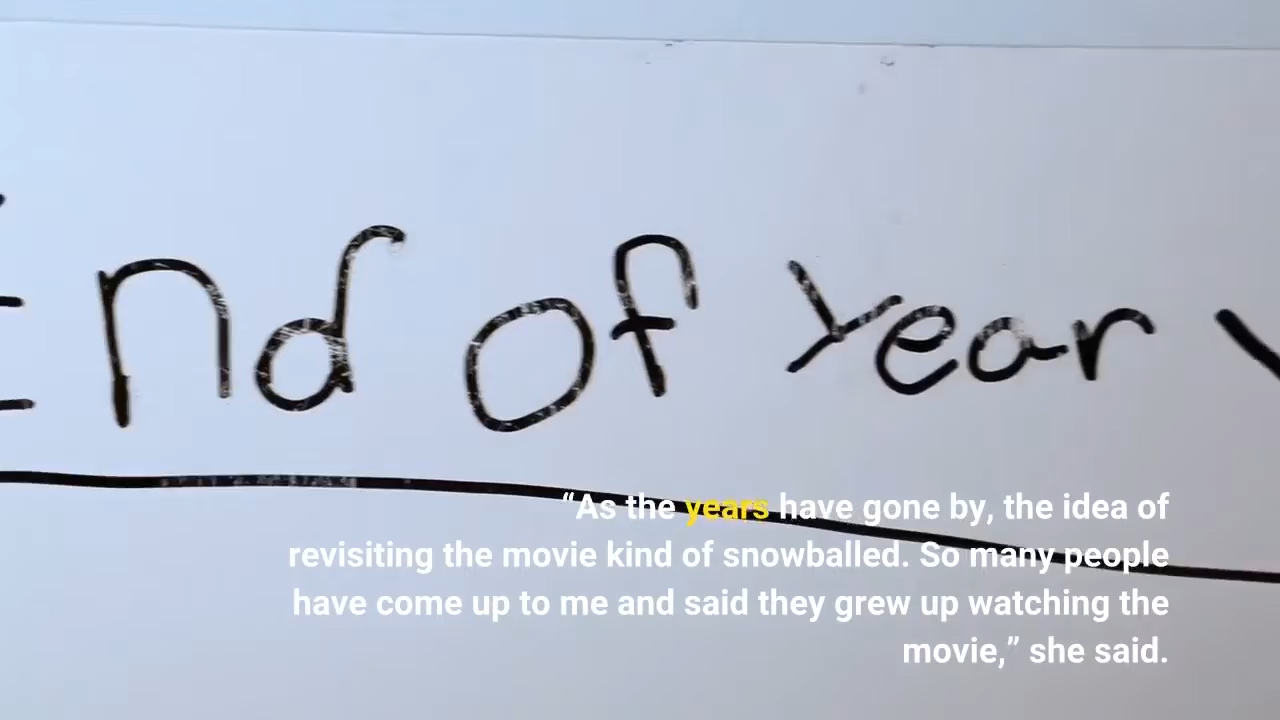 End of year
“As the years have gone by, the idea of
revisiting the movie kind of snowballed. So many people
have come up to me and said they grew up watching the
movie,” she said.